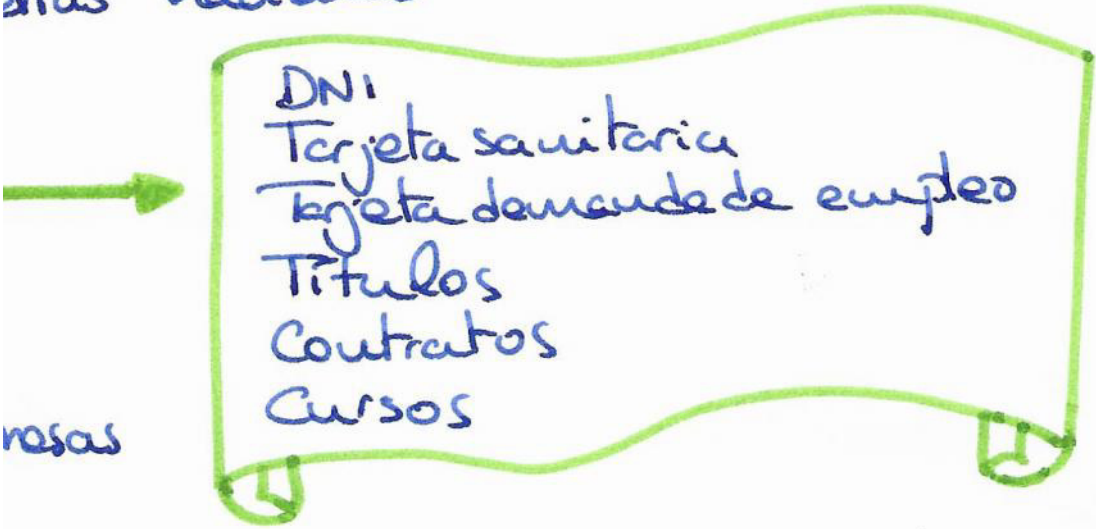 DNI
Tarjeta sanitaria
Tarjeta demanda de empleo
Títulos
Contratos
Cursos